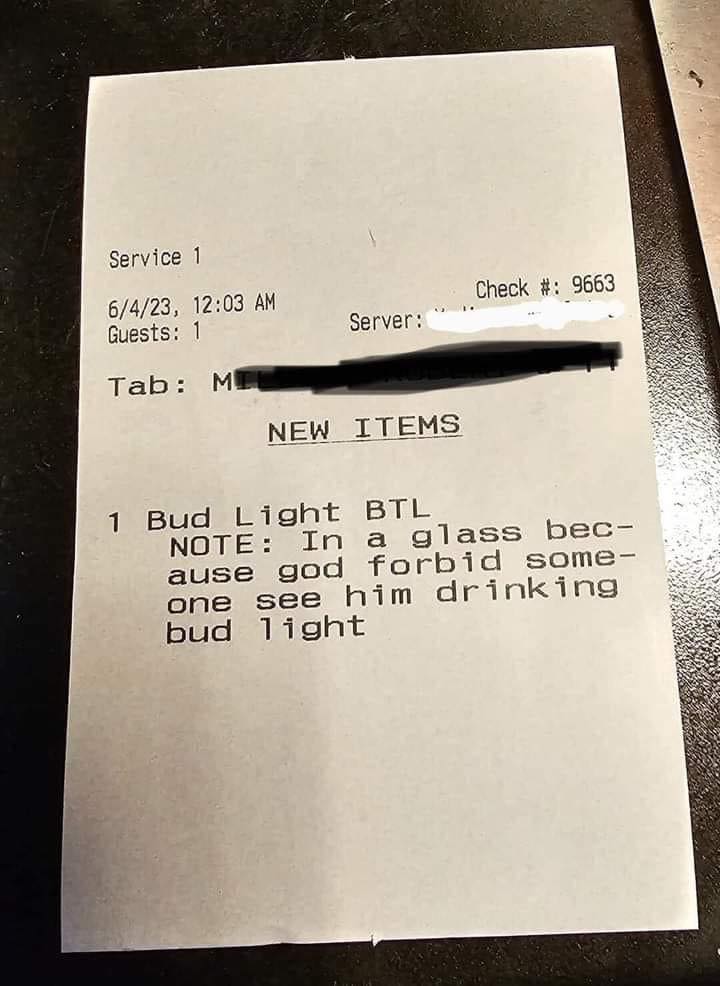 Service 1
6/4/23, 12:03 AM
Check #: 9663
Guests: 1
Server:
Tab:
NEW ITEMS
1 Bud Light BTL
NOTE: In a glass bec-
ause god forbid some-
one see him drinking
bud light